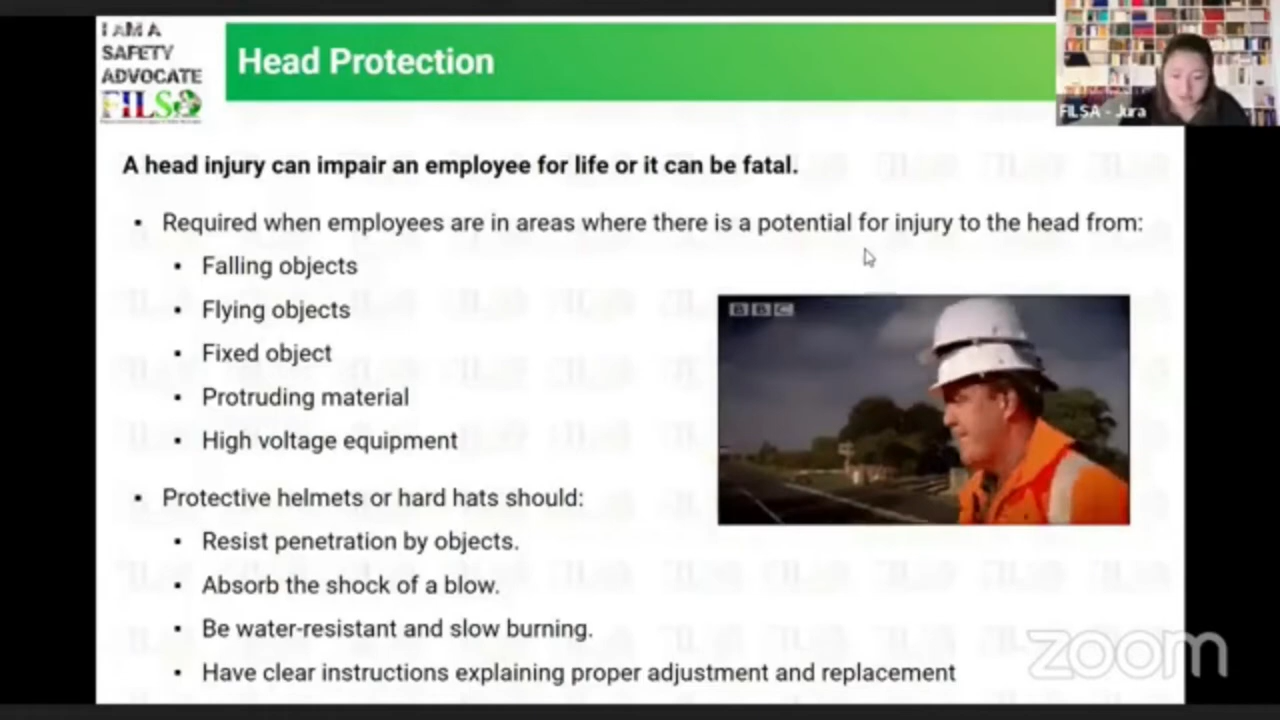 I AM A
SAFETY
ADVOCATE
FILSA
Head Protection
FILSA - Jura
A head injury can impair an employee for life or it can be fatal.
• Required when employees are in areas where there is a potential for injury to the head from:
• Falling objects
• Flying objects
• Fixed object
• Protruding material
• High voltage equipment
BBC
• Protective helmets or hard hats should:
• Resist penetration by objects.
• Absorb the shock of a blow.
• Be water-resistant and slow burning.
• Have clear instructions explaining proper adjustment and replacement
zoom